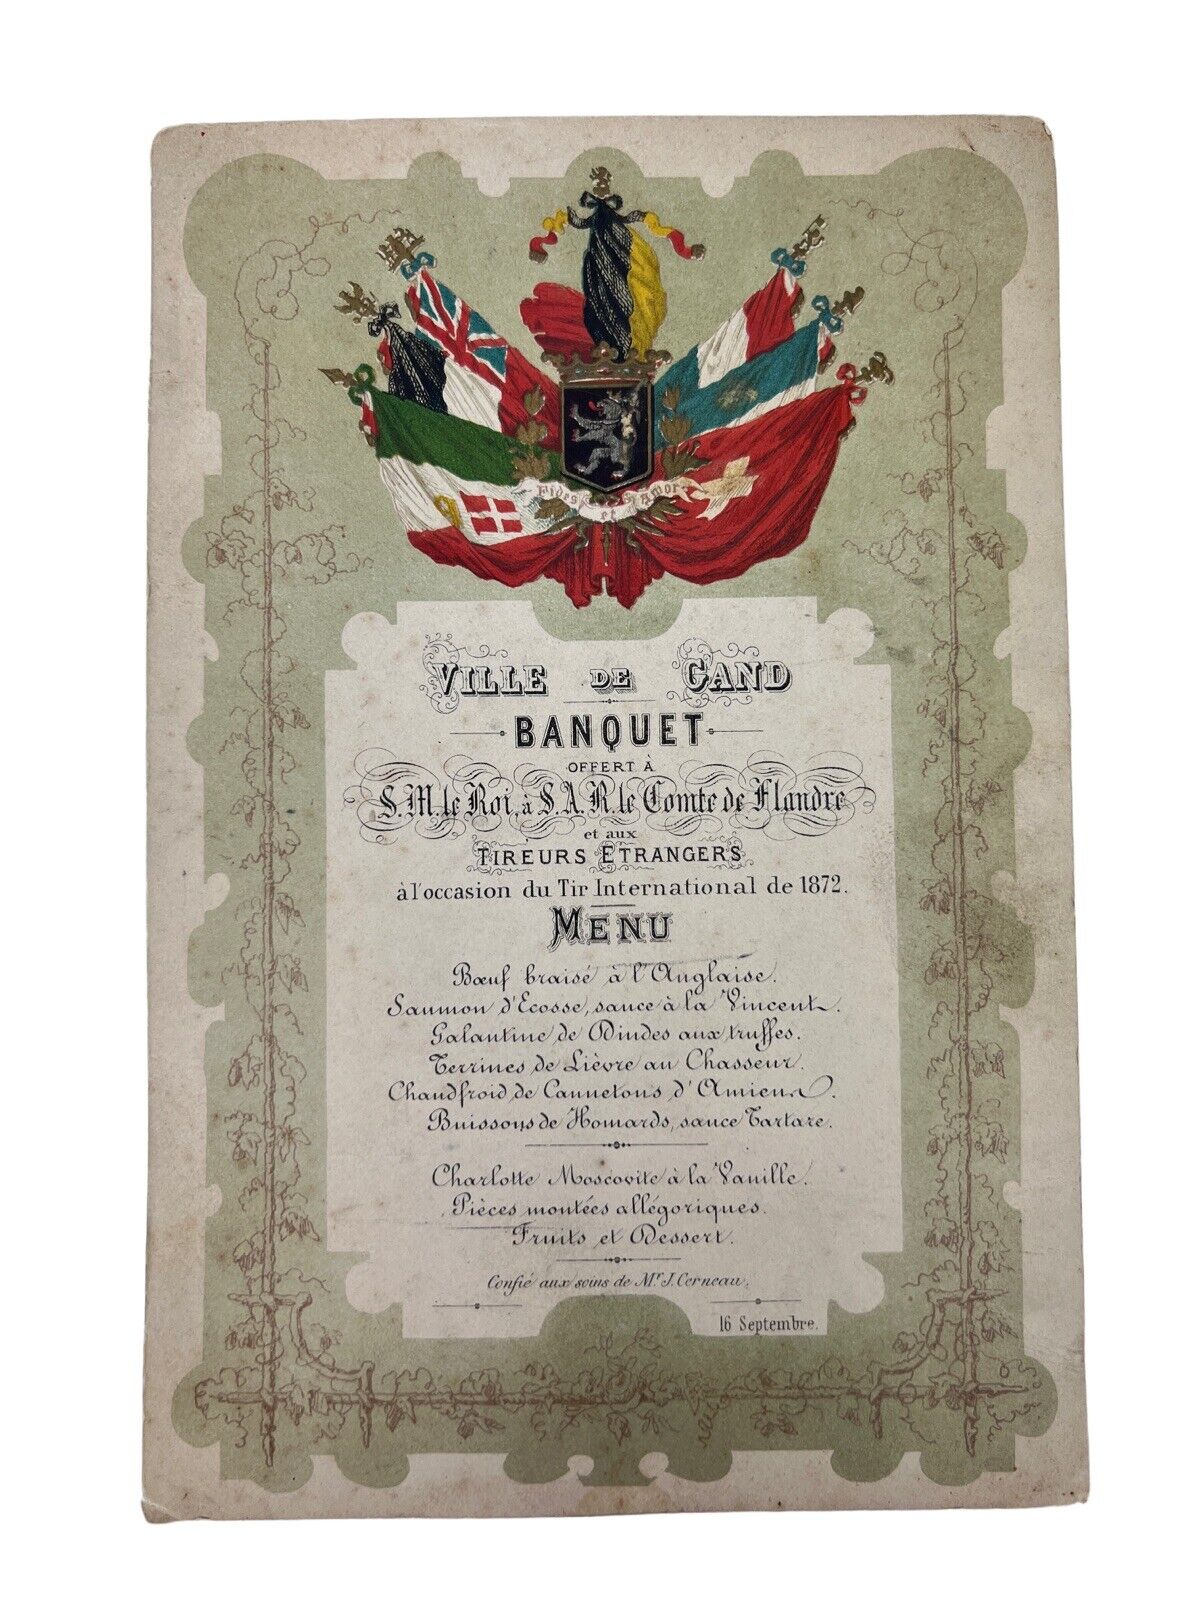 Fides et Amor
VILLE DE GAND
BANQUET
OFFERT À
S.M. le Roi, à S.A.R. le Comte de Flandre
et aux
TIREURS ETRANGERS
à l'occasion du Tir International de 1872.
MENU
Bœuf braisé à l'Anglaise.
Saumon d'Ecosse, sauce à la Vincent.
Galantine de Dindes aux truffes.
Terrines de Lièvre au Chasseur.
Chaudfroid de Cannetons d'Amiens.
Buissons de Homards, sauce Tartare.
Charlotte Moscovite à la Vanille.
Pièces montées allégoriques.
Fruits et Dessert.
Confié aux soins de Mr J. Cerneau.
16 Septembre.